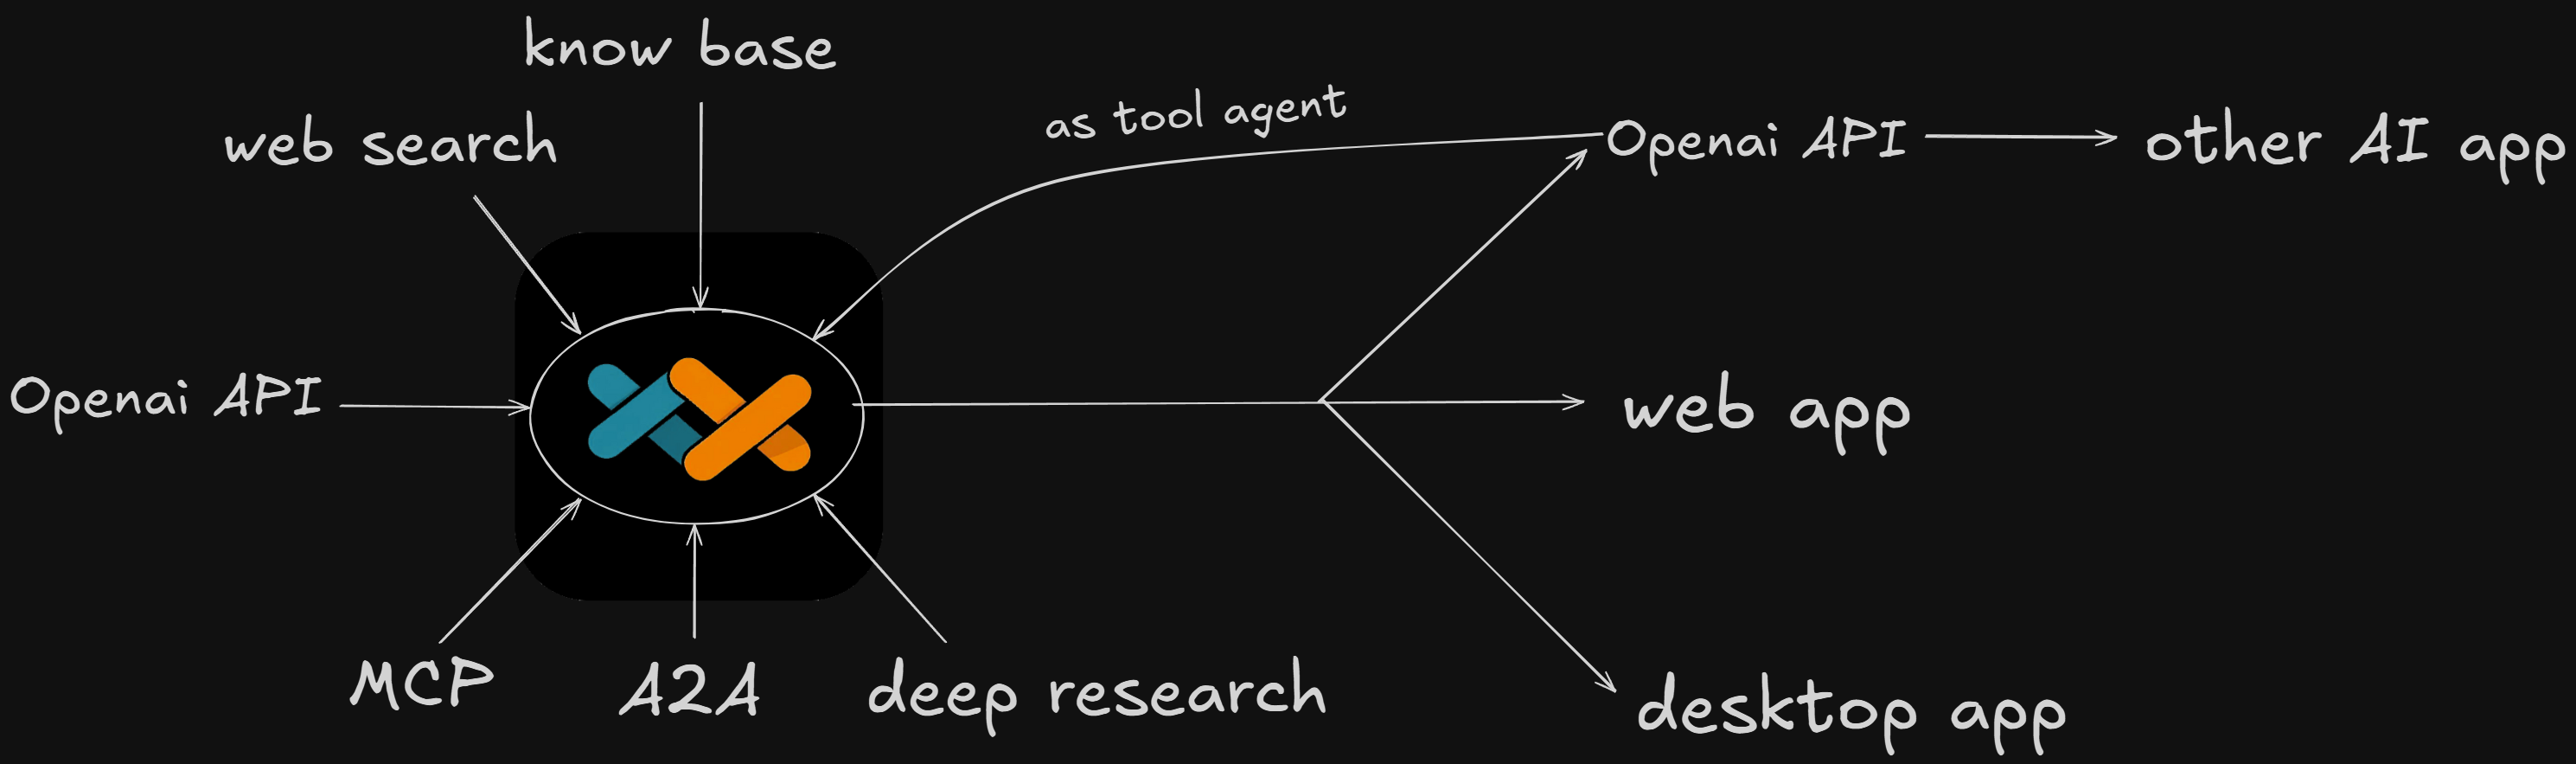 know base
web search
as tool agent
Openai API
other AI app
Openai API
web app
MCP
A2A
deep research
desktop app